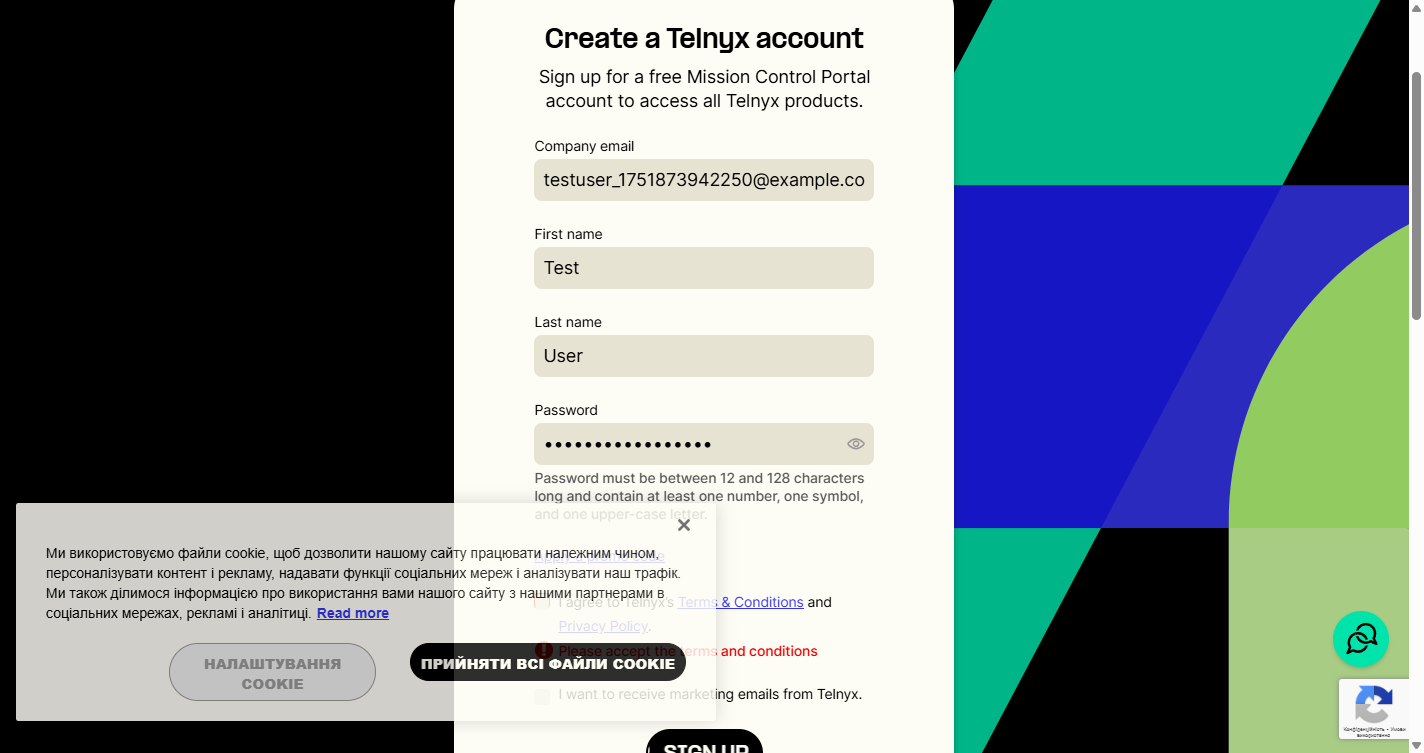 Create a Telnyx account
Sign up for a free Mission Control Portal
account to access all Telnyx products.
Company email
testuser_1751873942250@example.co
First name
Test
Last name
User
Password
Password must be between 12 and 128 characters
long and contain at least one number, one symbol,
and one upper-case letter.
Apply a promo code
Ми використовуємо файли cookie, щоб дозволити нашому сайту працювати належним чином,
персоналізувати контент і рекламу, надавати функції соціальних мереж і аналізувати наш трафік.
Ми також ділимося інформацією про використання вами нашого сайту з нашими партнерами в
соціальних мережах, рекламі і аналітиці. Read more
НАЛАШТУВАННЯ
COOKIE
ПРИЙНЯТИ ВСІ ФАЙЛИ COOKIE
I agree to Telnyx's Terms & Conditions and
Privacy Policy.
Please accept the terms and conditions
I want to receive marketing emails from Telnyx.
SIGN UP
Конфіденційність - Умови
використання